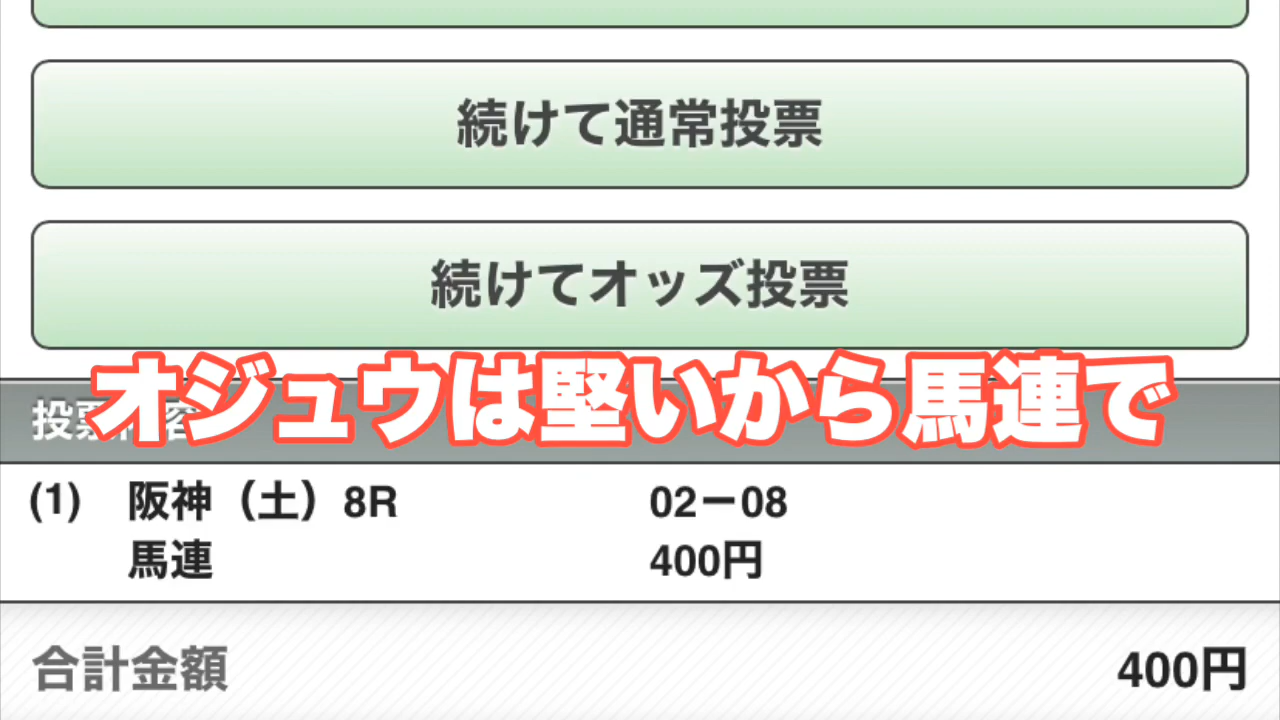 続けて通常投票
続けてオッズ投票
オジュウは堅いから馬連で
(1) 阪神（土）8R 02ー08
馬連 400円
合計金額 400円